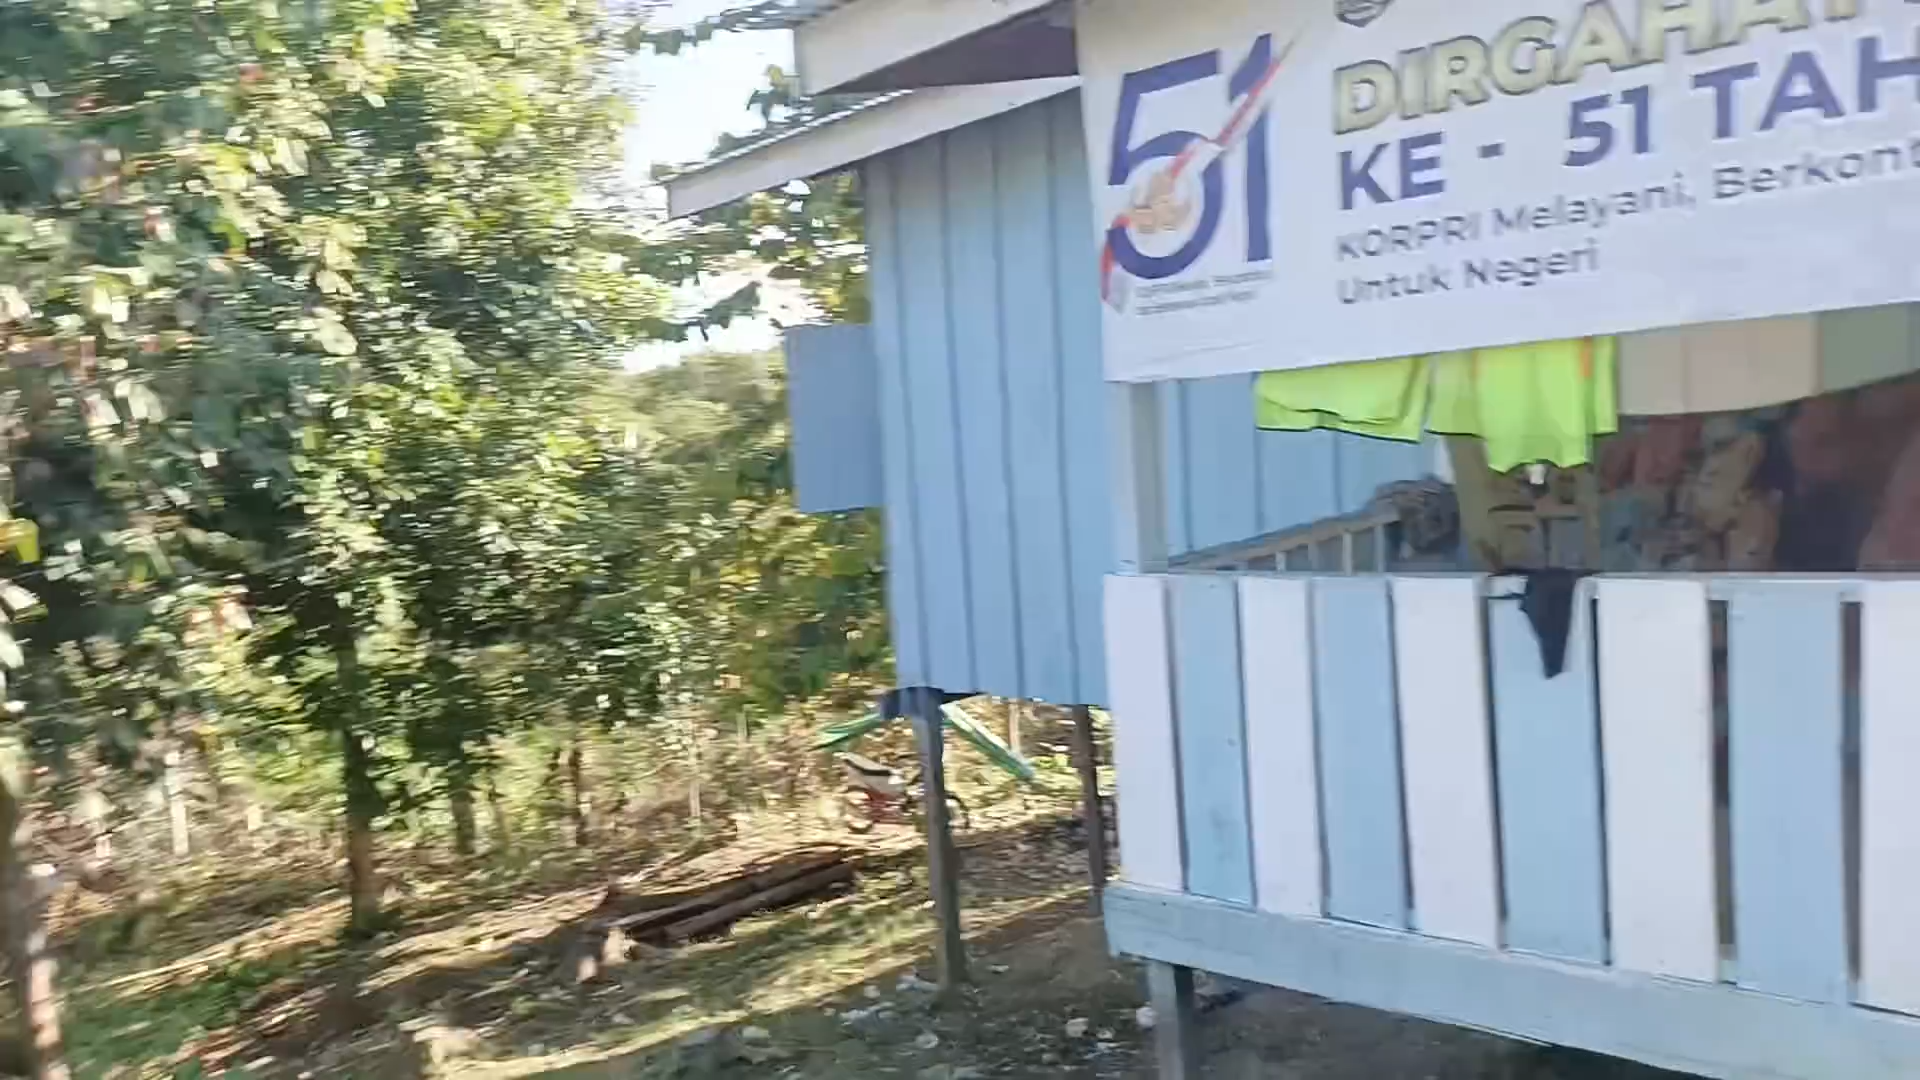 51
DIRGAHAY
KE - 51 TAH
KORPRI Melayani, Berkont
Untuk Negeri